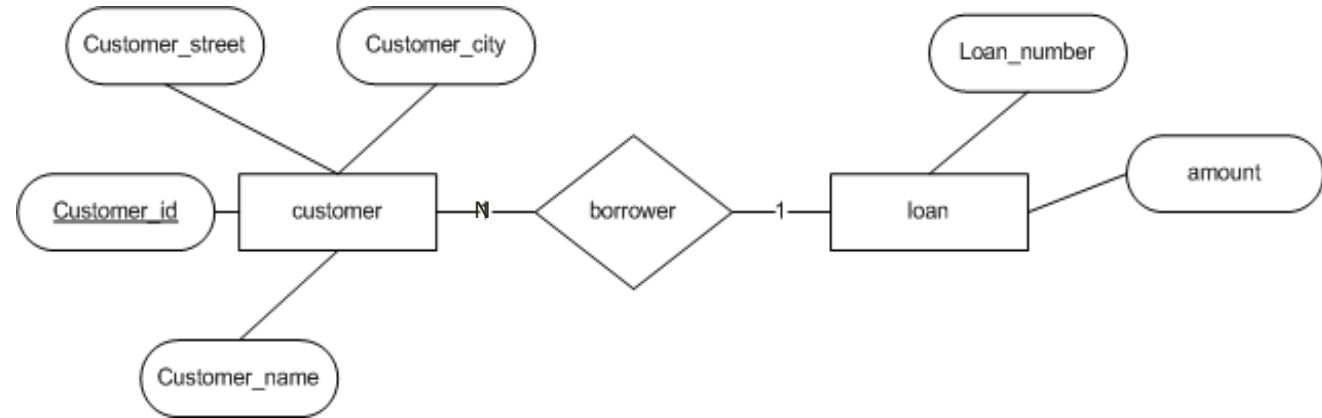 Customer_street
Customer_city
Loan_number
amount
Customer_id
customer
borrower
1
loan
Customer_name